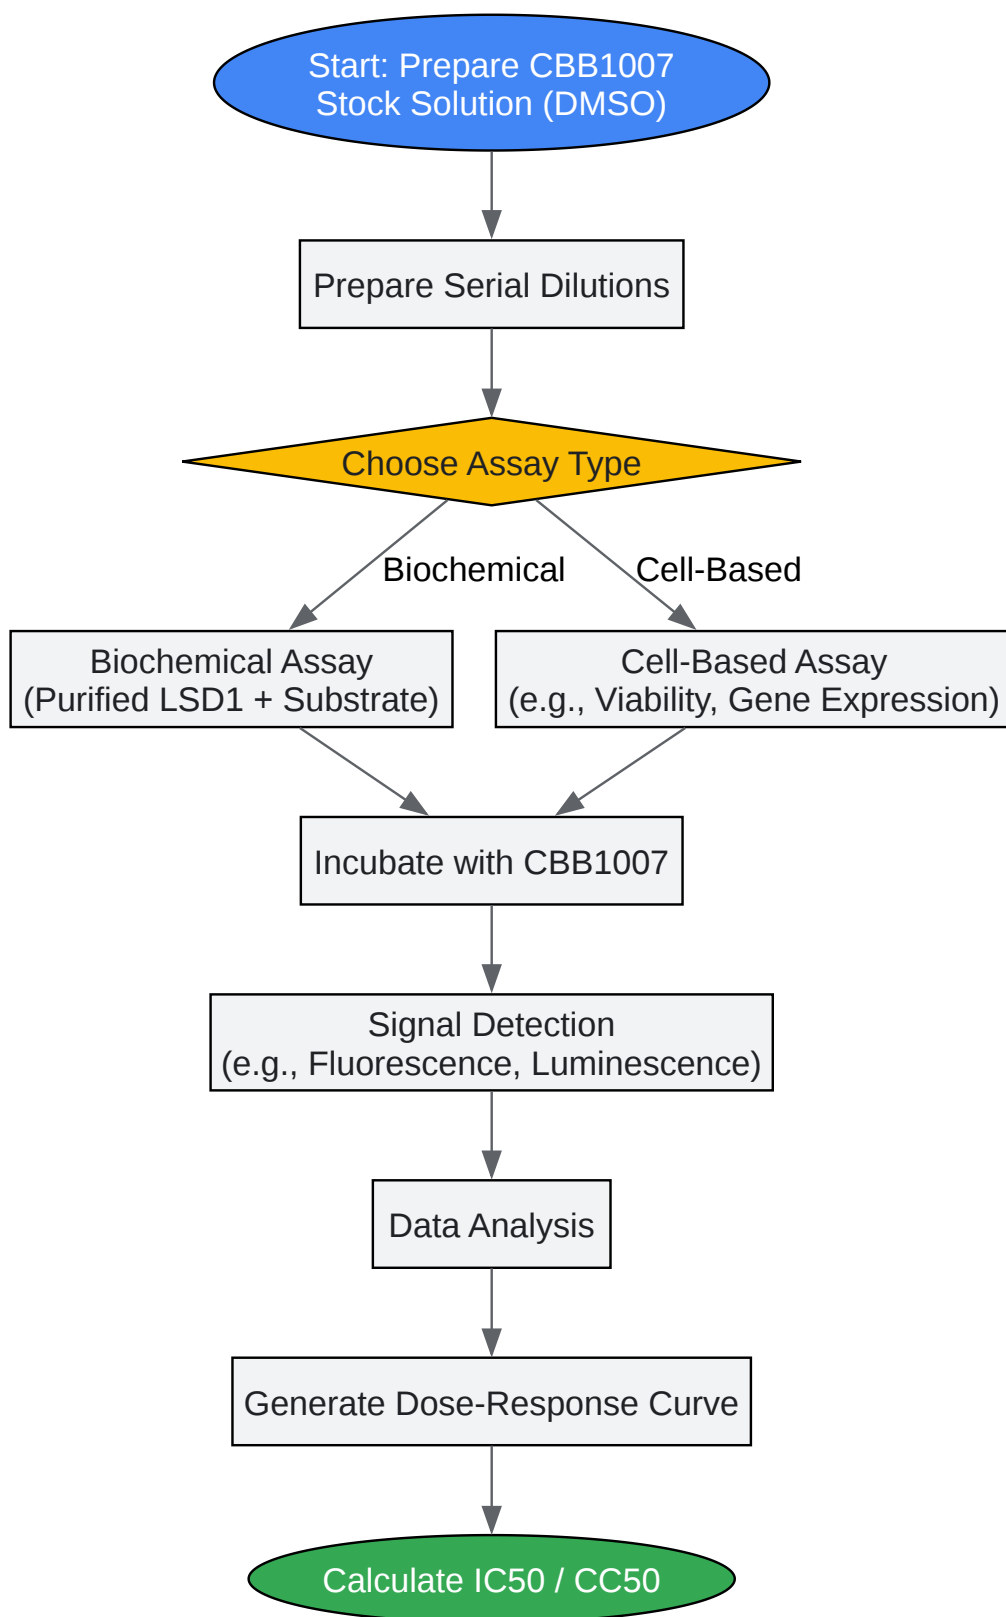 Start: Prepare CBB1007
Stock Solution (DMSO)
Prepare Serial Dilutions
Choose Assay Type
Biochemical
Cell-Based
Biochemical Assay
(Purified LSD1 + Substrate)
Cell-Based Assay
(e.g., Viability, Gene Expression)
Incubate with CBB1007
Signal Detection
(e.g., Fluorescence, Luminescence)
Data Analysis
Generate Dose-Response Curve
Calculate IC50 / CC50